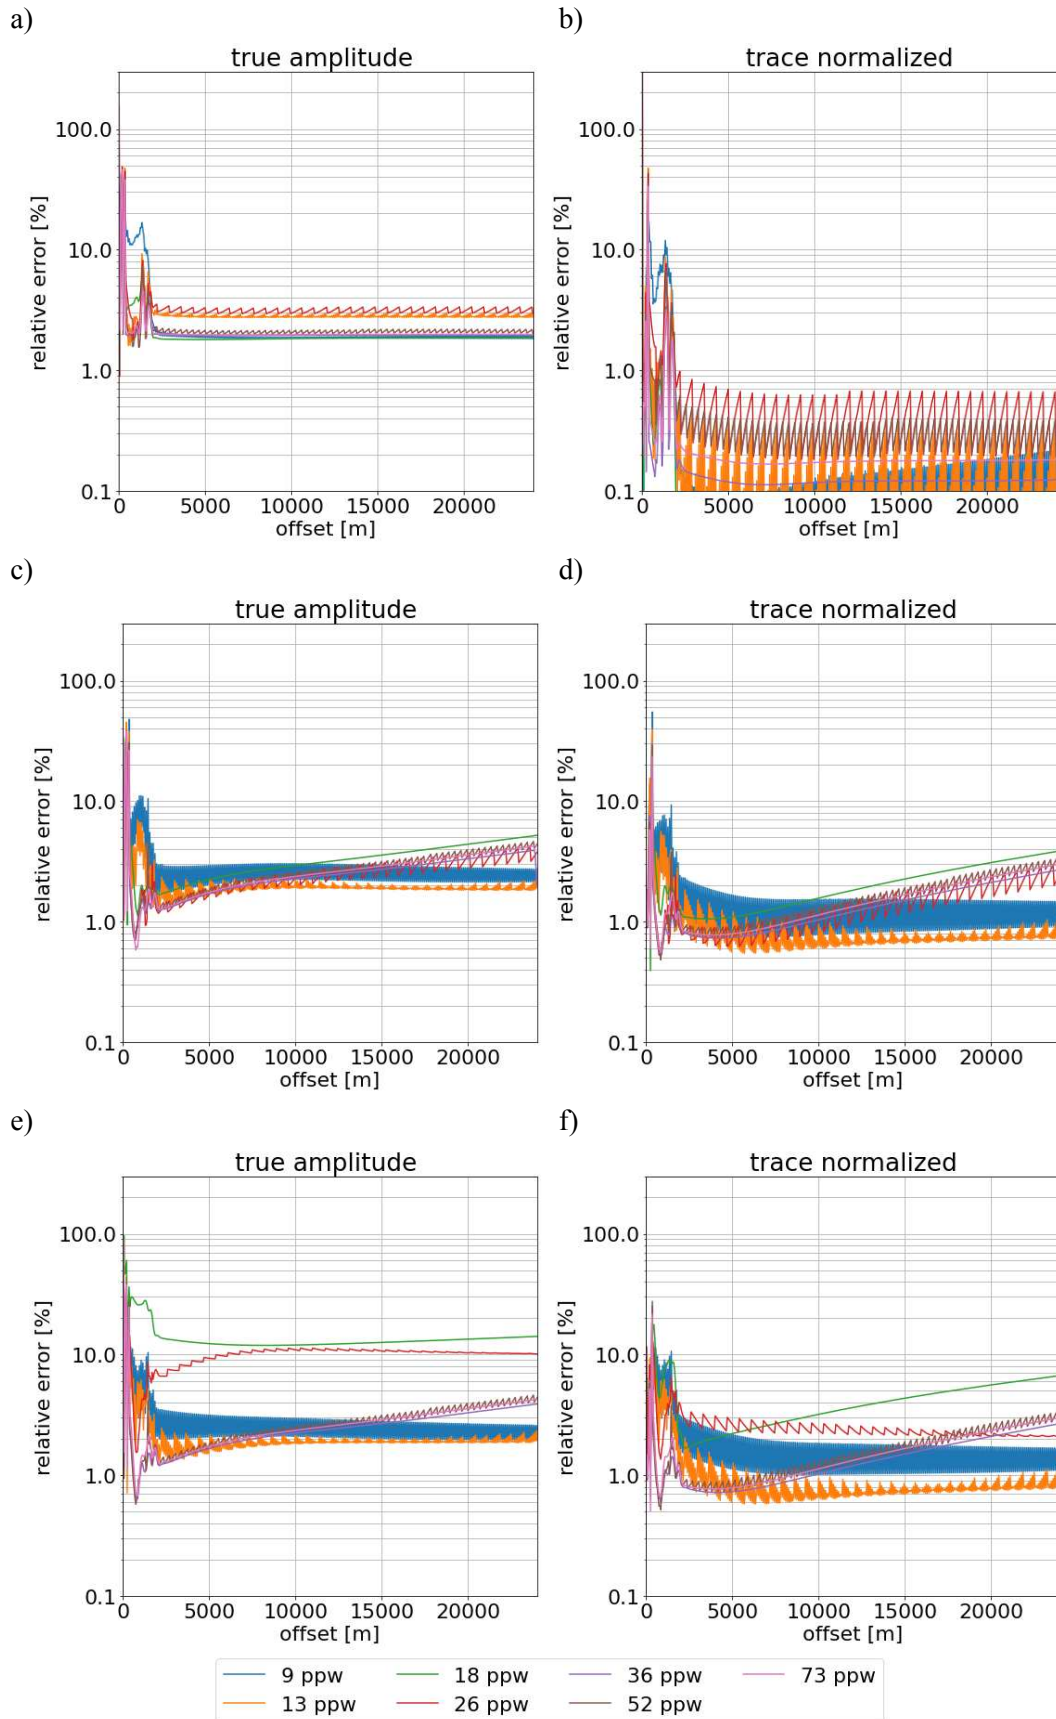 a)
b)
true amplitude
trace normalized
relative error [%]
100.0
10.0
1.0
0.1
0
5000
10000
15000
20000
offset [m]
relative error [%]
100.0
10.0
1.0
0.1
0
5000
10000
15000
20000
offset [m]
c)
d)
true amplitude
trace normalized
relative error [%]
100.0
10.0
1.0
0.1
0
5000
10000
15000
20000
offset [m]
relative error [%]
100.0
10.0
1.0
0.1
0
5000
10000
15000
20000
offset [m]
e)
f)
true amplitude
trace normalized
relative error [%]
100.0
10.0
1.0
0.1
0
5000
10000
15000
20000
offset [m]
relative error [%]
100.0
10.0
1.0
0.1
0
5000
10000
15000
20000
offset [m]
9 ppw
18 ppw
36 ppw
73 ppw
13 ppw
26 ppw
52 ppw